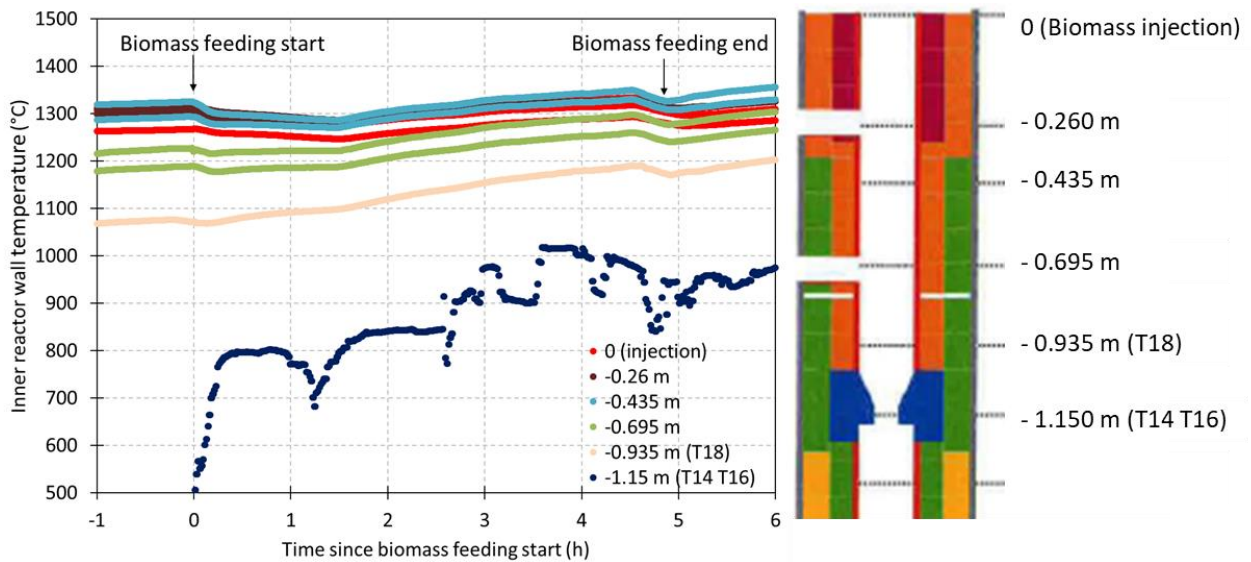 1500
1400
1300
1200
1100
1000
900
800
700
600
500
Inner reactor wall temperature (°C)
Biomass feeding start
Biomass feeding end
0 (injection)
-0.26 m
-0.435 m
-0.695 m
-0.935 m (T18)
-1.15 m (T14 T16)
-1 0 1 2 3 4 5 6
Time since biomass feeding start (h)
0 (Biomass injection)
- 0.260 m
- 0.435 m
- 0.695 m
- 0.935 m (T18)
- 1.150 m (T14 T16)